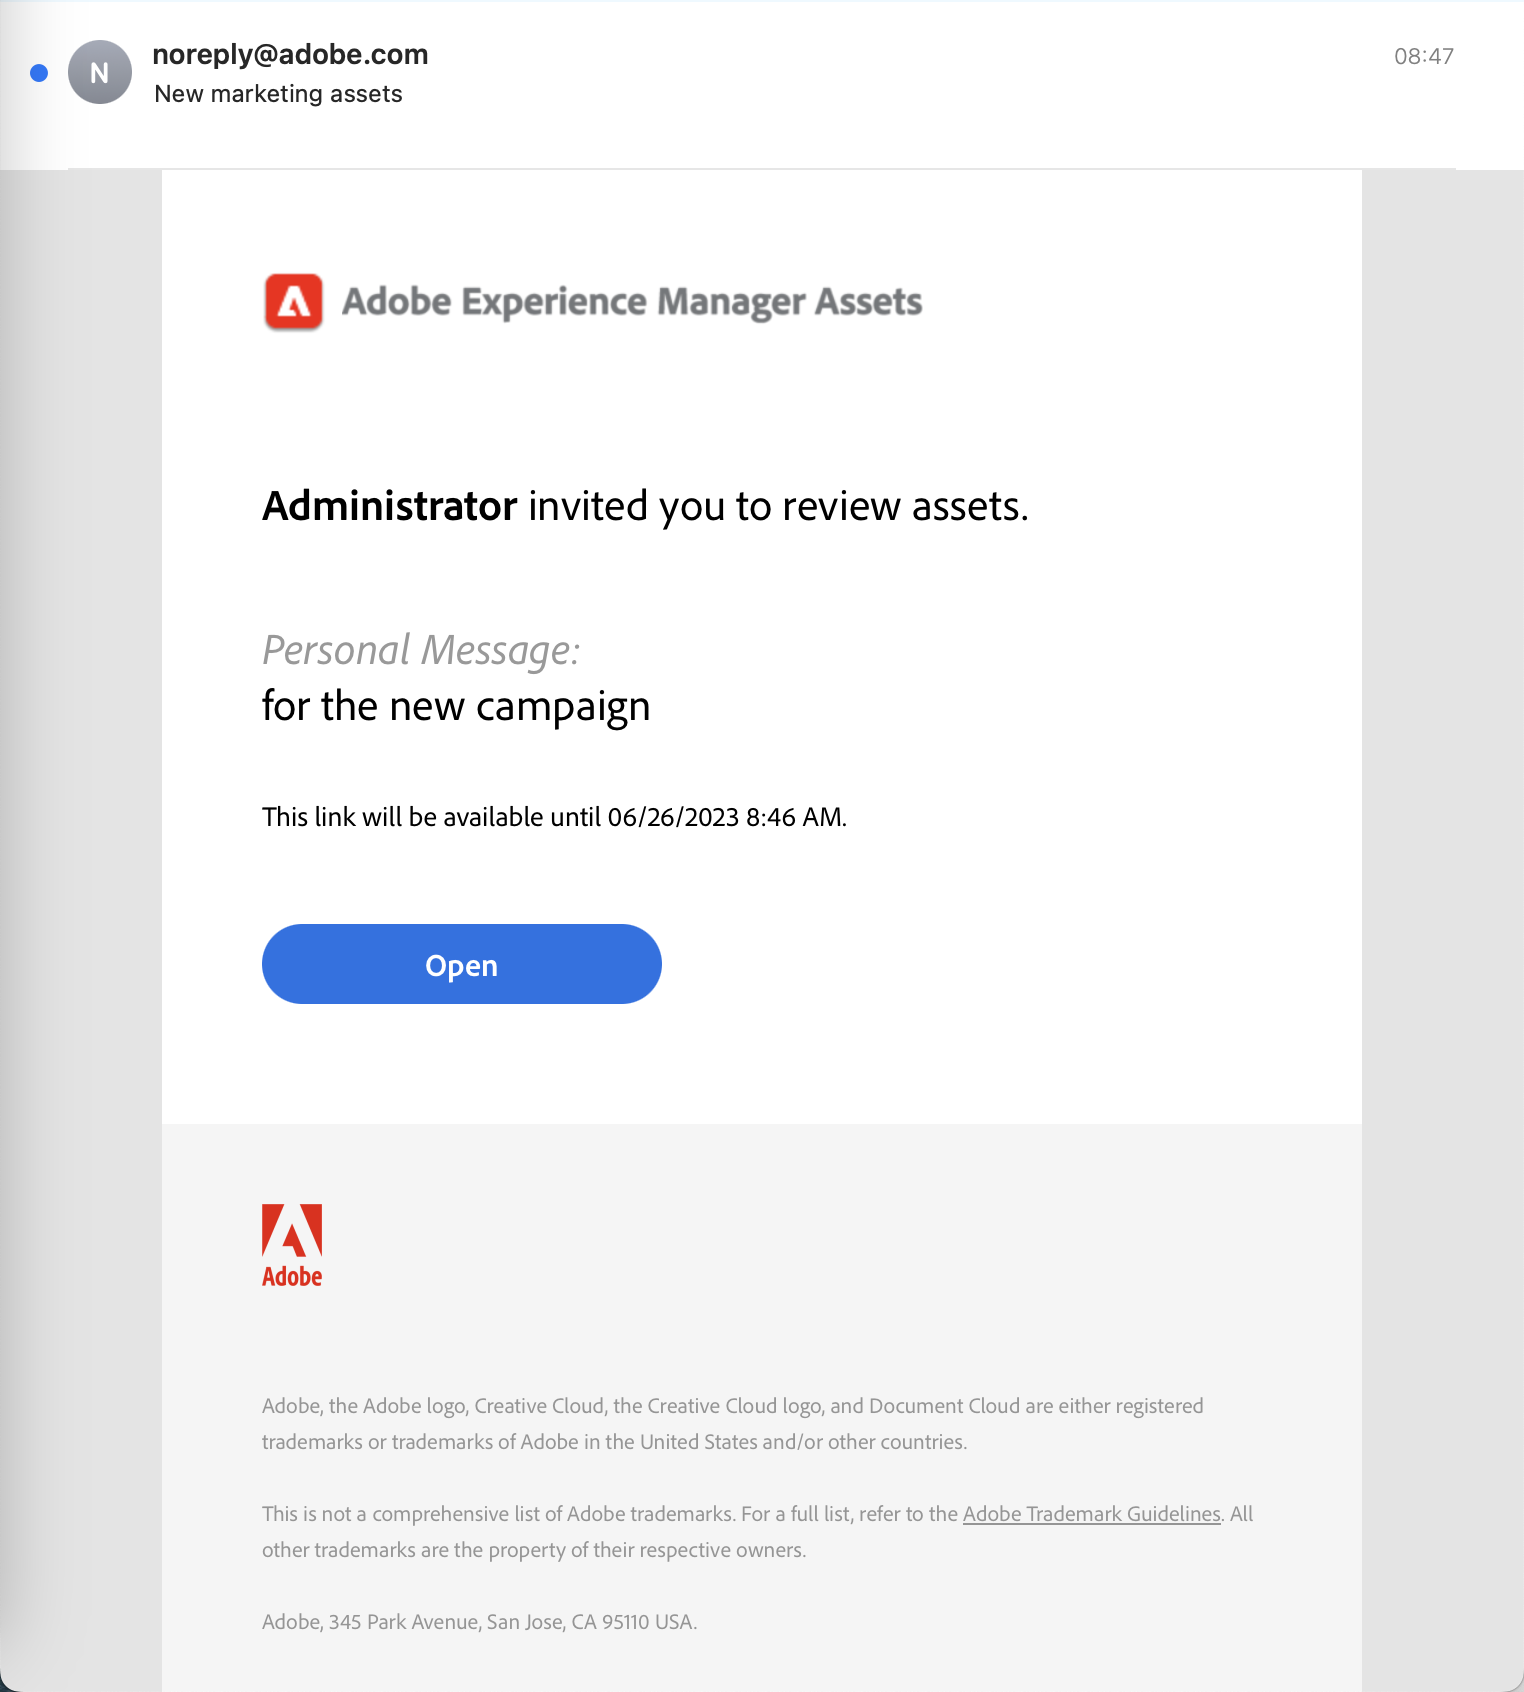 noreply@adobe.com
08:47
N
New marketing assets
Adobe Experience Manager Assets
Administrator invited you to review assets.
Personal Message:
for the new campaign
This link will be available until 06/26/2023 8:46 AM.
Open
Adobe
Adobe, the Adobe logo, Creative Cloud, the Creative Cloud logo, and Document Cloud are either registered
trademarks or trademarks of Adobe in the United States and/or other countries.
This is not a comprehensive list of Adobe trademarks. For a full list, refer to the Adobe Trademark Guidelines. All
other trademarks are the property of their respective owners.
Adobe, 345 Park Avenue, San Jose, CA 95110 USA.